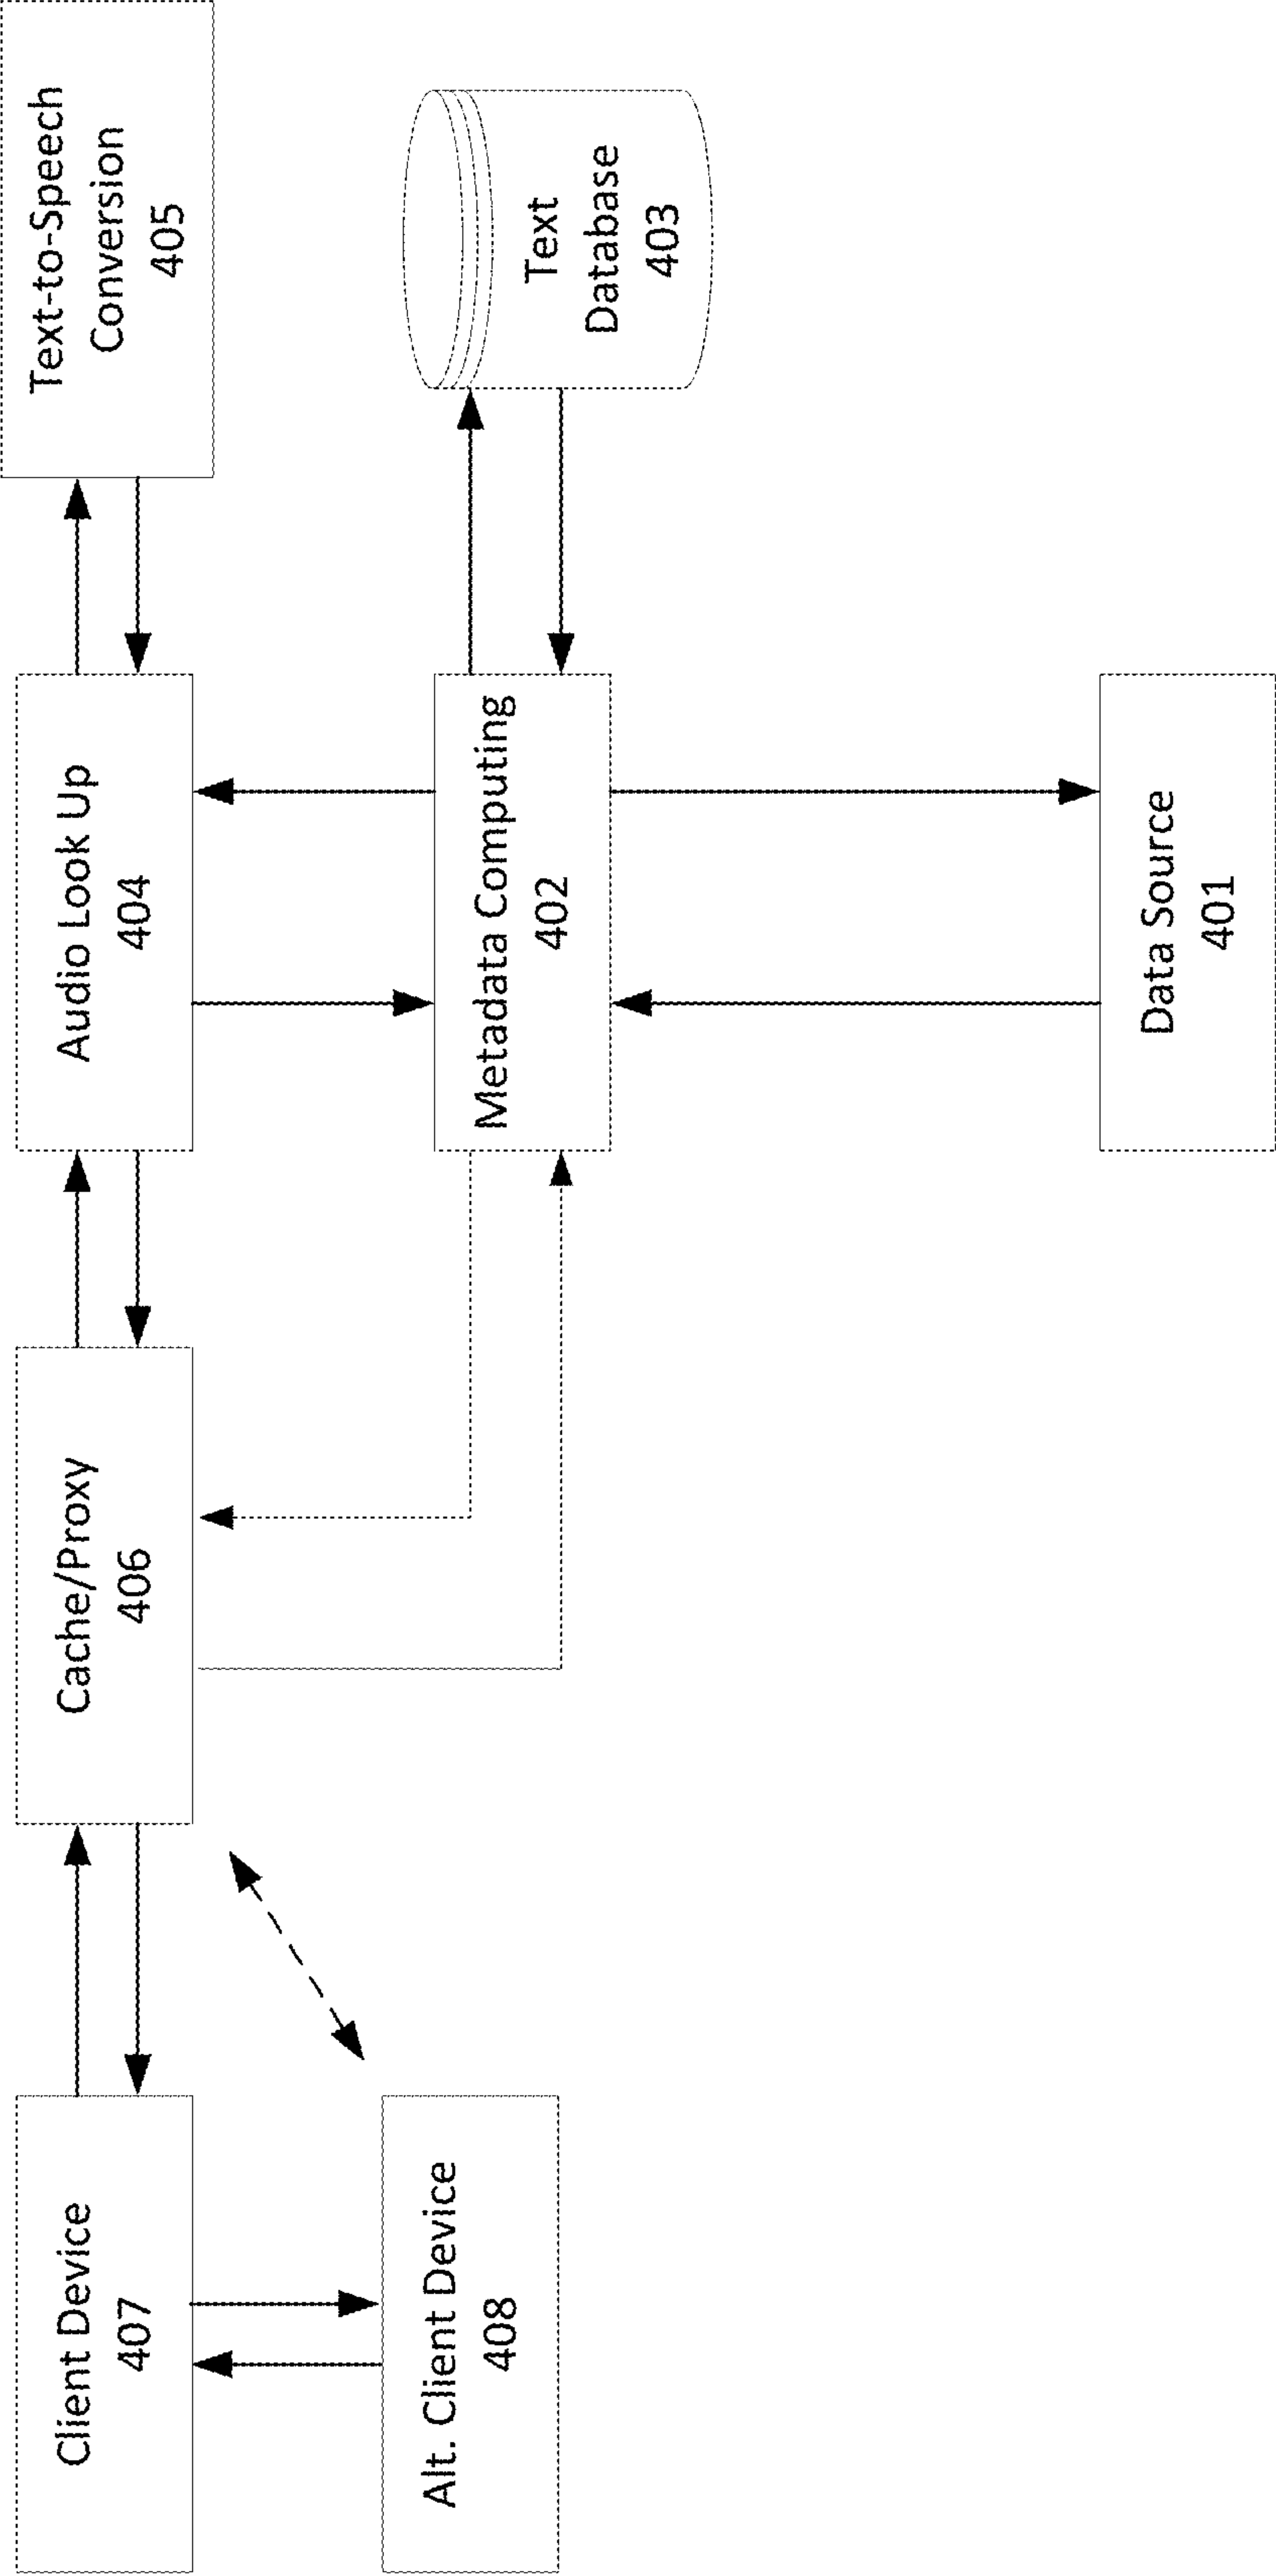 Client Device
407
Cache/Proxy
406
Audio Look Up
404
Text-to-Speech
Conversion
405
Alt. Client Device
408
Metadata Computing
402
Text
Database
403
Data Source
401